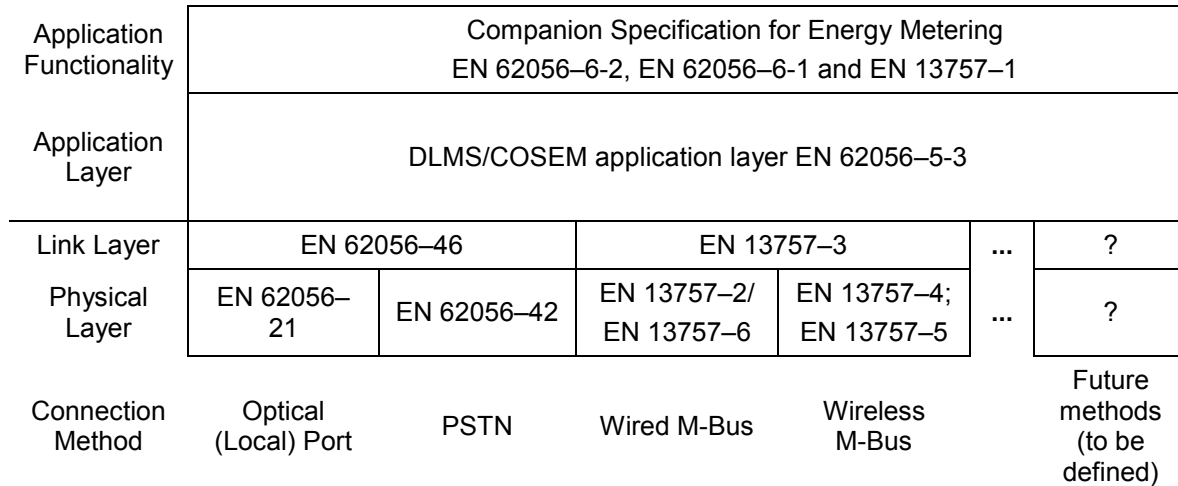 Application
Functionality
Companion Specification for Energy Metering
EN 62056–6-2, EN 62056–6-1 and EN 13757–1
Application
Layer
DLMS/COSEM application layer EN 62056–5-3
Link Layer
EN 62056–46
EN 13757–3
...
?
Physical
Layer
EN 62056–
21
EN 62056–42
EN 13757–2/
EN 13757–6
EN 13757–4;
EN 13757–5
...
?
Connection
Method
Optical
(Local) Port
PSTN
Wired M-Bus
Wireless
M-Bus
Future
methods
(to be
defined)